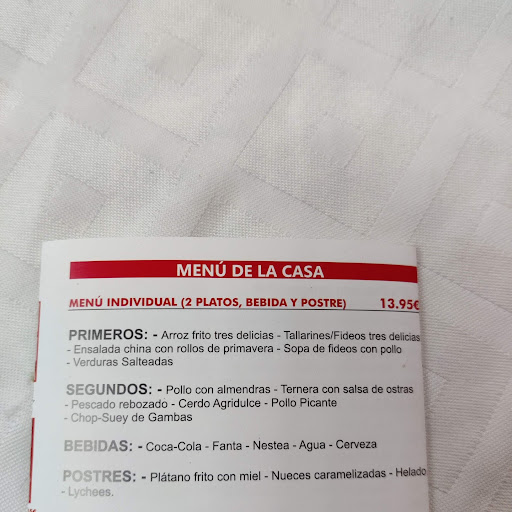 MENÚ DE LA CASA
MENÚ INDIVIDUAL (2 PLATOS, BEBIDA Y POSTRE) 13.95€
PRIMEROS: - Arroz frito tres delicias - Tallarines/Fideos tres delicias
- Ensalada china con rollos de primavera - Sopa de fideos con pollo
- Verduras Salteadas
SEGUNDOS: - Pollo con almendras - Ternera con salsa de ostras
- Pescado rebozado - Cerdo Agridulce - Pollo Picante
- Chop-Suey de Gambas
BEBIDAS: - Coca-Cola - Fanta - Nestea - Agua - Cerveza
POSTRES: - Plátano frito con miel - Nueces caramelizadas - Helado
- Lychees.